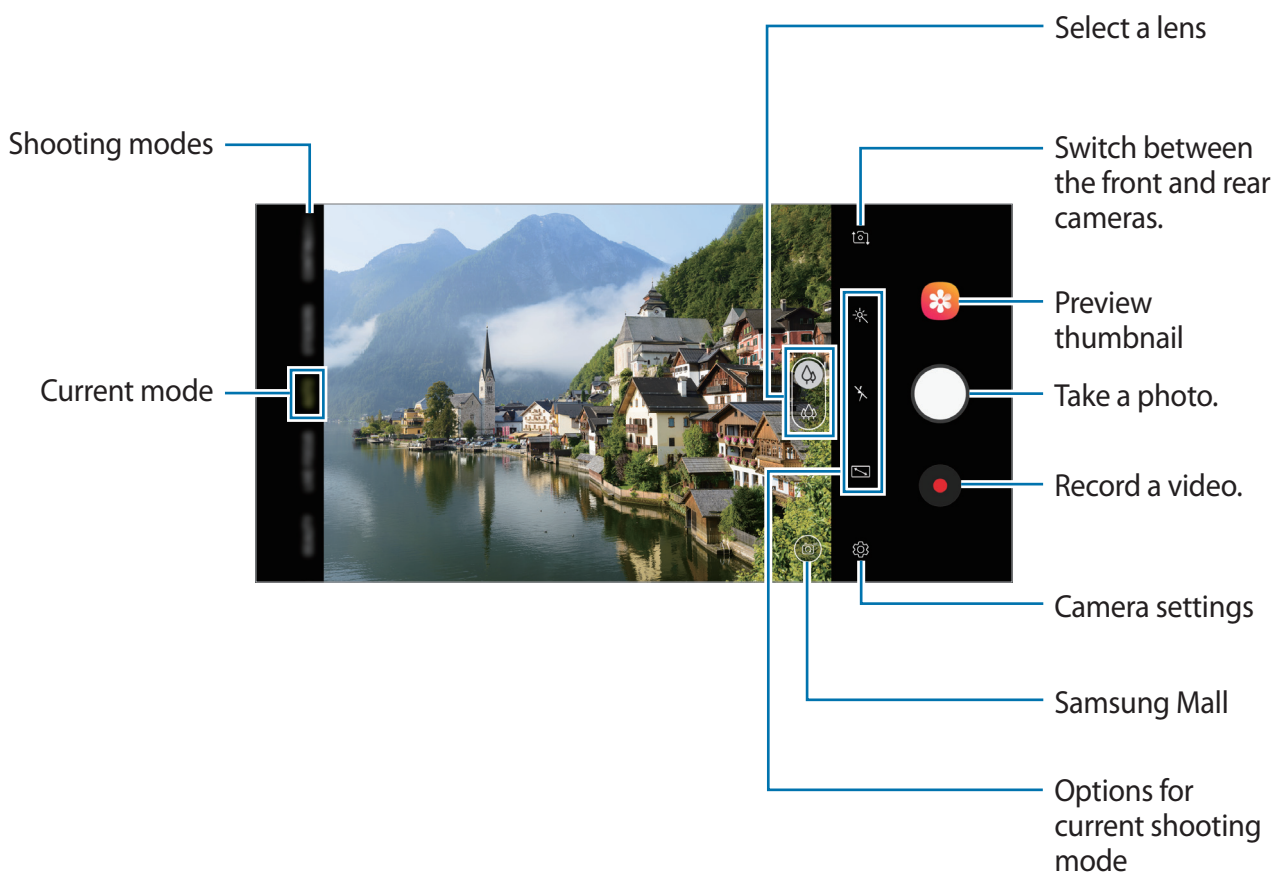 Select a lens
Shooting modes
Switch between
the front and rear
cameras.
Preview
thumbnail
Current mode
Take a photo.
Record a video.
Camera settings
Samsung Mall
Options for
current shooting
mode